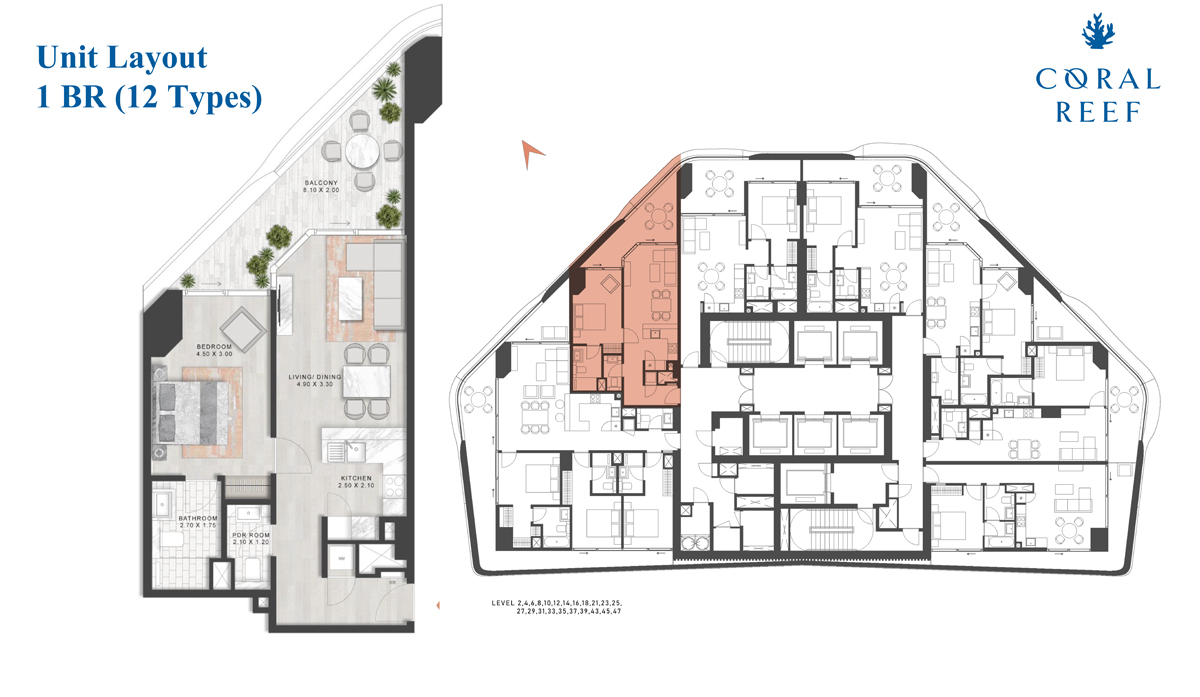 Unit Layout
1 BR (12 Types)
CORAL
REEF
BALCONY
8.10 X 2.00
BEDROOM
4.50 X 3.00
LIVING/ DINING
4.90 X 3.30
KITCHEN
2.50 X 2.10
BATHROOM
2.70 X 1.75
PDR ROOM
2.10 X 1.20
LEVEL 2,4,6,8,10,12,14,16,18,21,23,25,
27,29,31,33,35,37,39,43,45,47